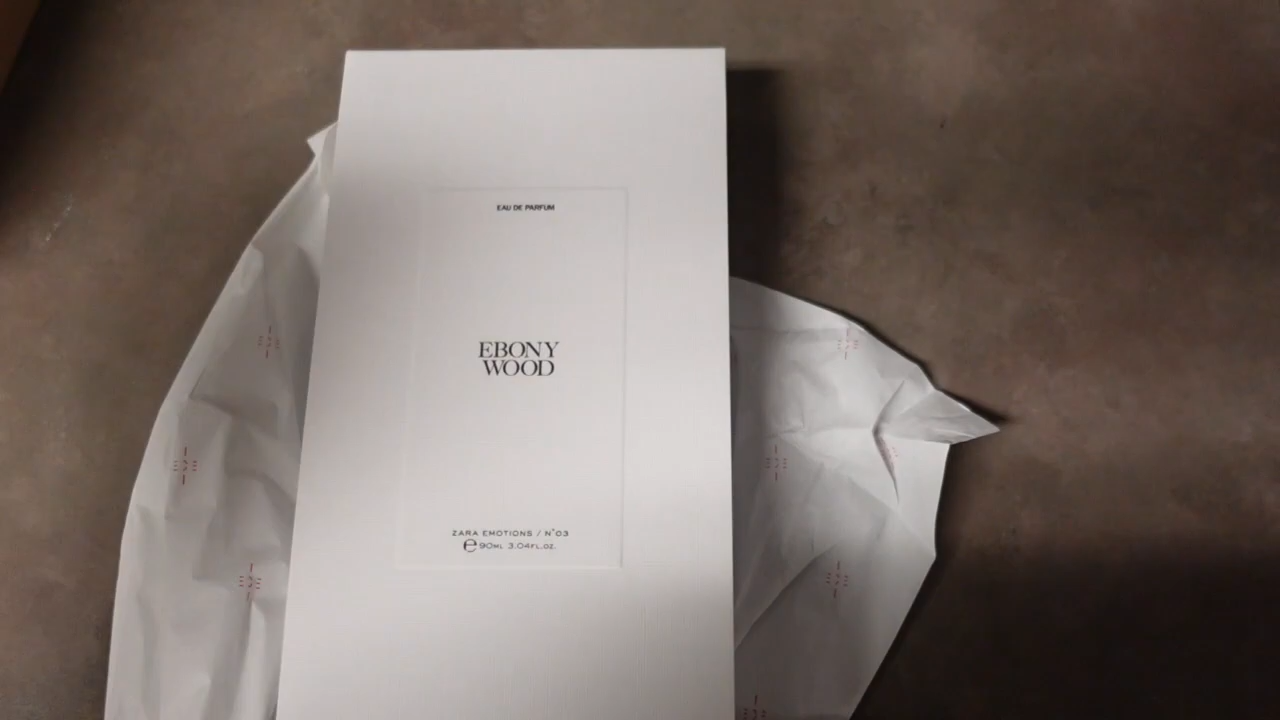 EAU DE PARFUM
EBONY
WOOD
ZARA EMOTIONS / N°03
℮ 90ML 3.04FL.OZ.